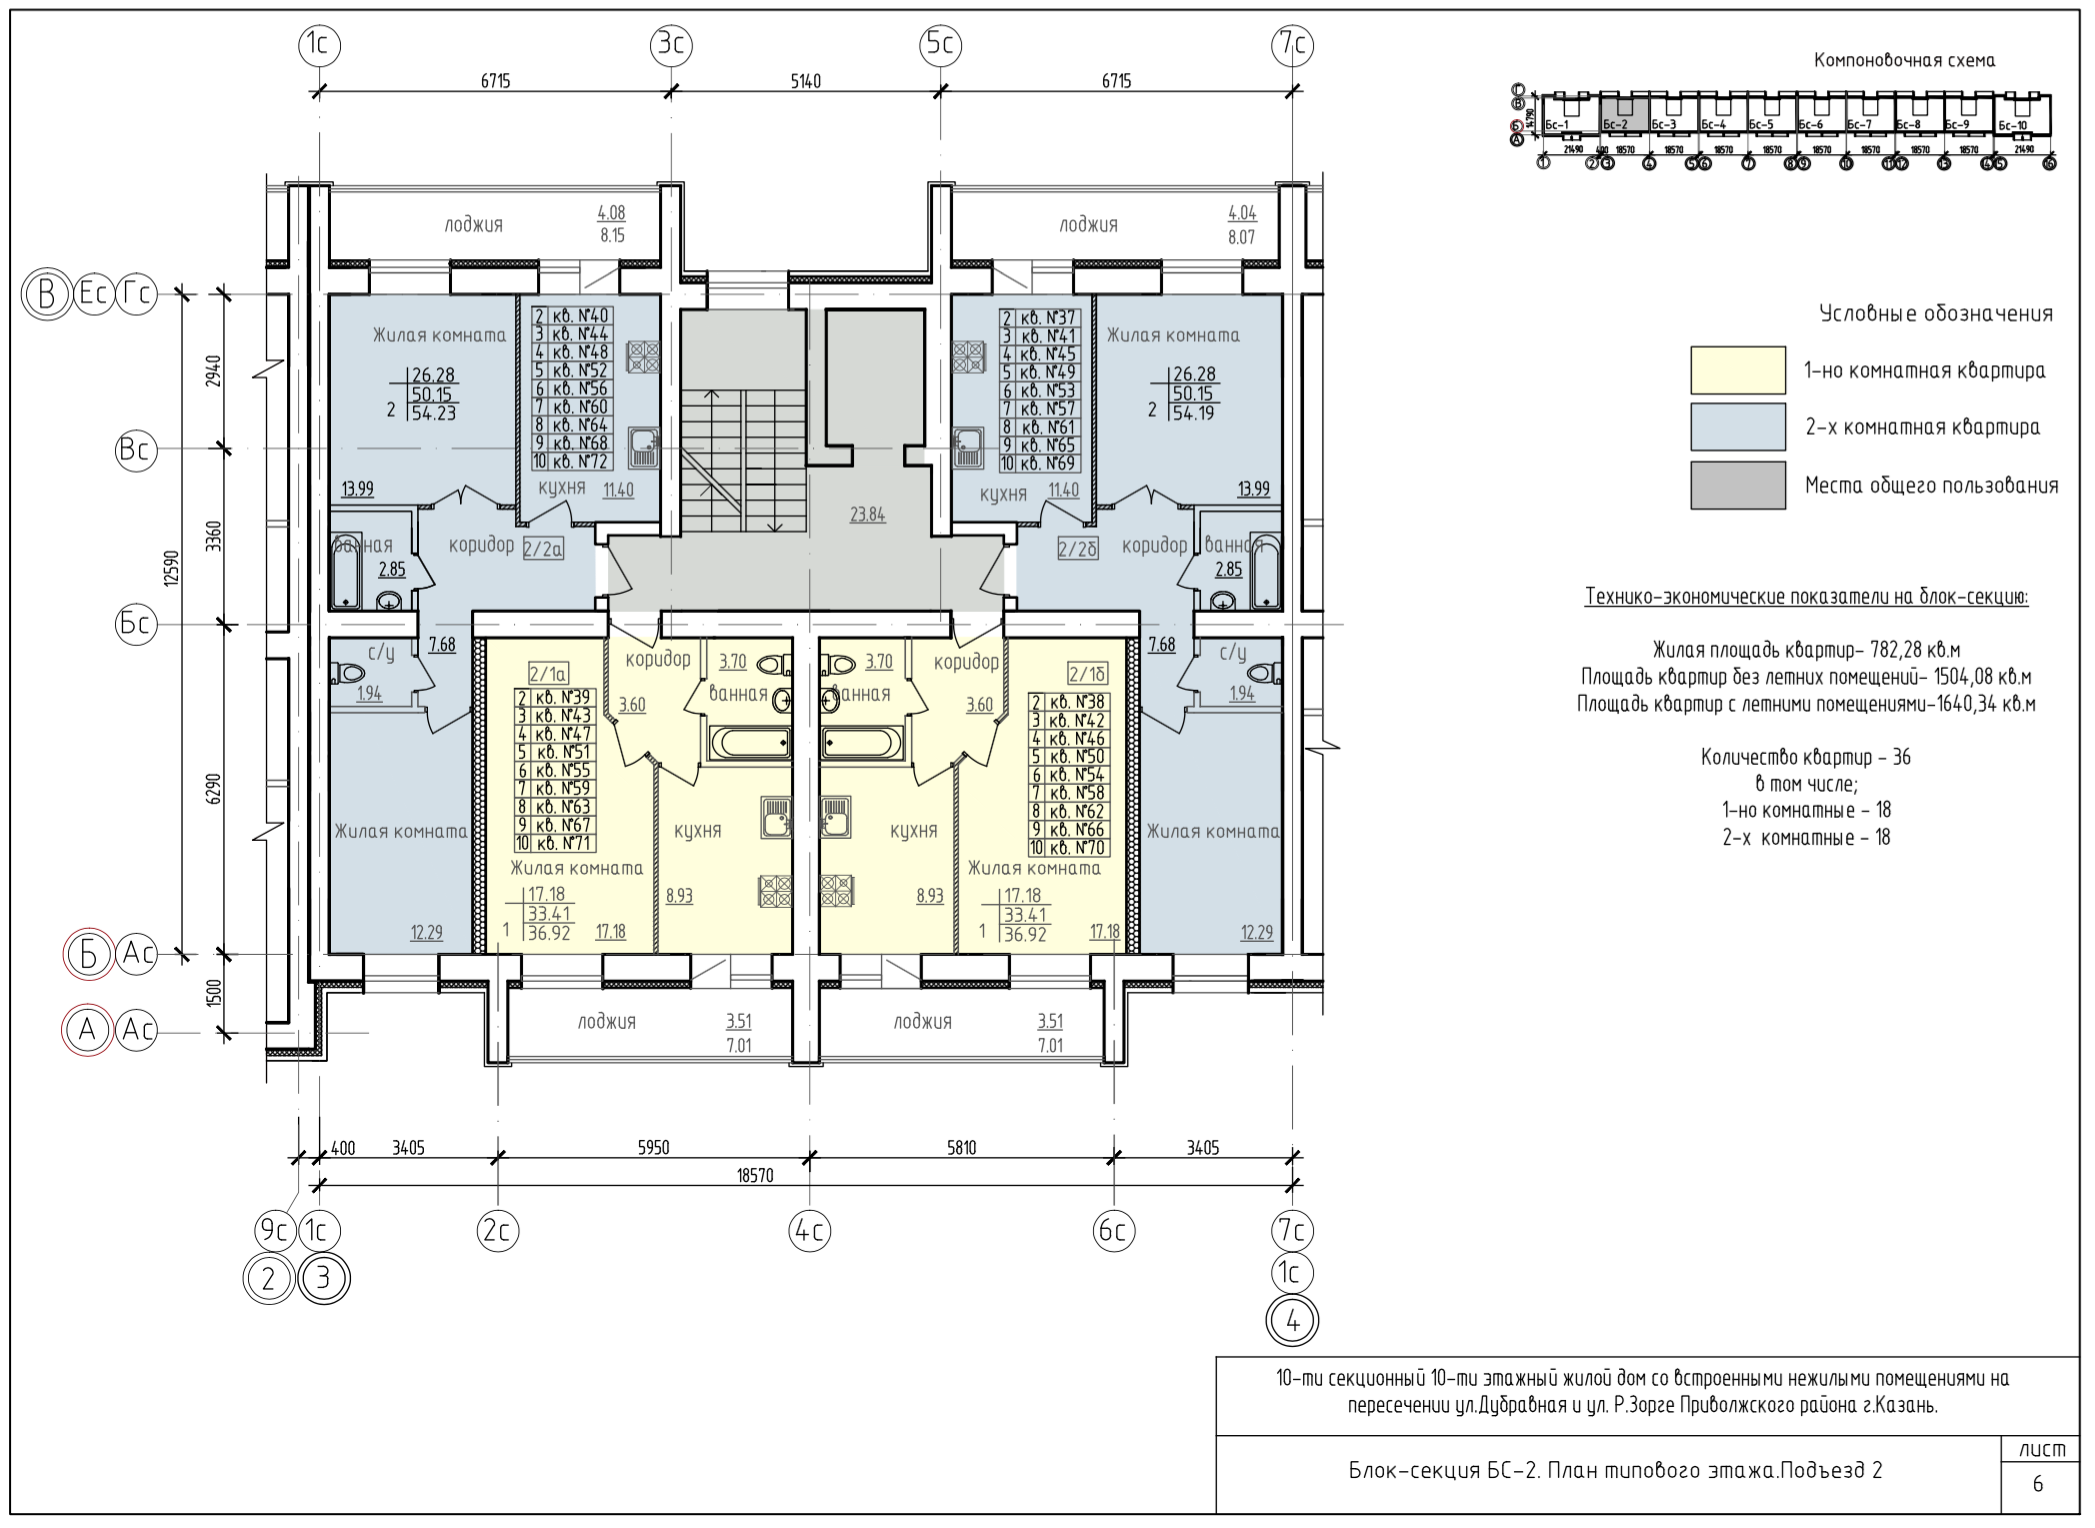 1с
3с
5с
7с
6715
5140
6715
Компоновочная схема
Г
В
Б
А
14790
Бс-1
Бс-2
Бс-3
Бс-4
Бс-5
Бс-6
Бс-7
Бс-8
Бс-9
Бс-10
21490
400
18570
18570
18570
18570
18570
18570
18570
18570
21490
1
2
3
4
5
6
7
8
9
10
11
12
13
14
15
16
лоджия
4.08
8.15
лоджия
4.04
8.07
В
Ес
Гс
Вс
Бс
Б
Ас
А
Ас
2940
3360
12590
6290
1500
Жилая комната
26.28
50.15
2
54.23
13.99
2 кв. №40
3 кв. №44
4 кв. №48
5 кв. №52
6 кв. №56
7 кв. №60
8 кв. №64
9 кв. №68
10 кв. №72
кухня
11.40
23.84
2 кв. №37
3 кв. №41
4 кв. №45
5 кв. №49
6 кв. №53
7 кв. №57
8 кв. №61
9 кв. №65
10 кв. №69
кухня
11.40
Жилая комната
26.28
50.15
2
54.19
13.99
ванная
2.85
коридор
2/2а
2/2б
коридор
ванная
2.85
7.68
с/у
1.94
Жилая комната
12.29
2/1а
2 кв. №39
3 кв. №43
4 кв. №47
5 кв. №51
6 кв. №55
7 кв. №59
8 кв. №63
9 кв. №67
10 кв. №71
Жилая комната
17.18
33.41
1
36.92
17.18
коридор
3.60
3.70
ванная
кухня
8.93
3.70
ванная
коридор
3.60
кухня
8.93
2/1б
2 кв. №38
3 кв. №42
4 кв. №46
5 кв. №50
6 кв. №54
7 кв. №58
8 кв. №62
9 кв. №66
10 кв. №70
Жилая комната
17.18
33.41
1
36.92
17.18
7.68
с/у
1.94
Жилая комната
12.29
лоджия
3.51
7.01
лоджия
3.51
7.01
400
3405
5950
5810
3405
18570
9с
1с
2с
4с
6с
7с
2
3
1с
4
Условные обозначения
1-но комнатная квартира
2-х комнатная квартира
Места общего пользования
Технико-экономические показатели на блок-секцию:
Жилая площадь квартир- 782,28 кв.м
Площадь квартир без летних помещений- 1504,08 кв.м
Площадь квартир с летними помещениями-1640,34 кв.м
Количество квартир - 36
в том числе;
1-но комнатные - 18
2-х комнатные - 18
10-ти секционный 10-ти этажный жилой дом со встроенными нежилыми помещениями на
пересечении ул.Дубравная и ул. Р.Зорге Приволжского района г.Казань.
Блок-секция БС-2. План типового этажа.Подъезд 2
лист
6